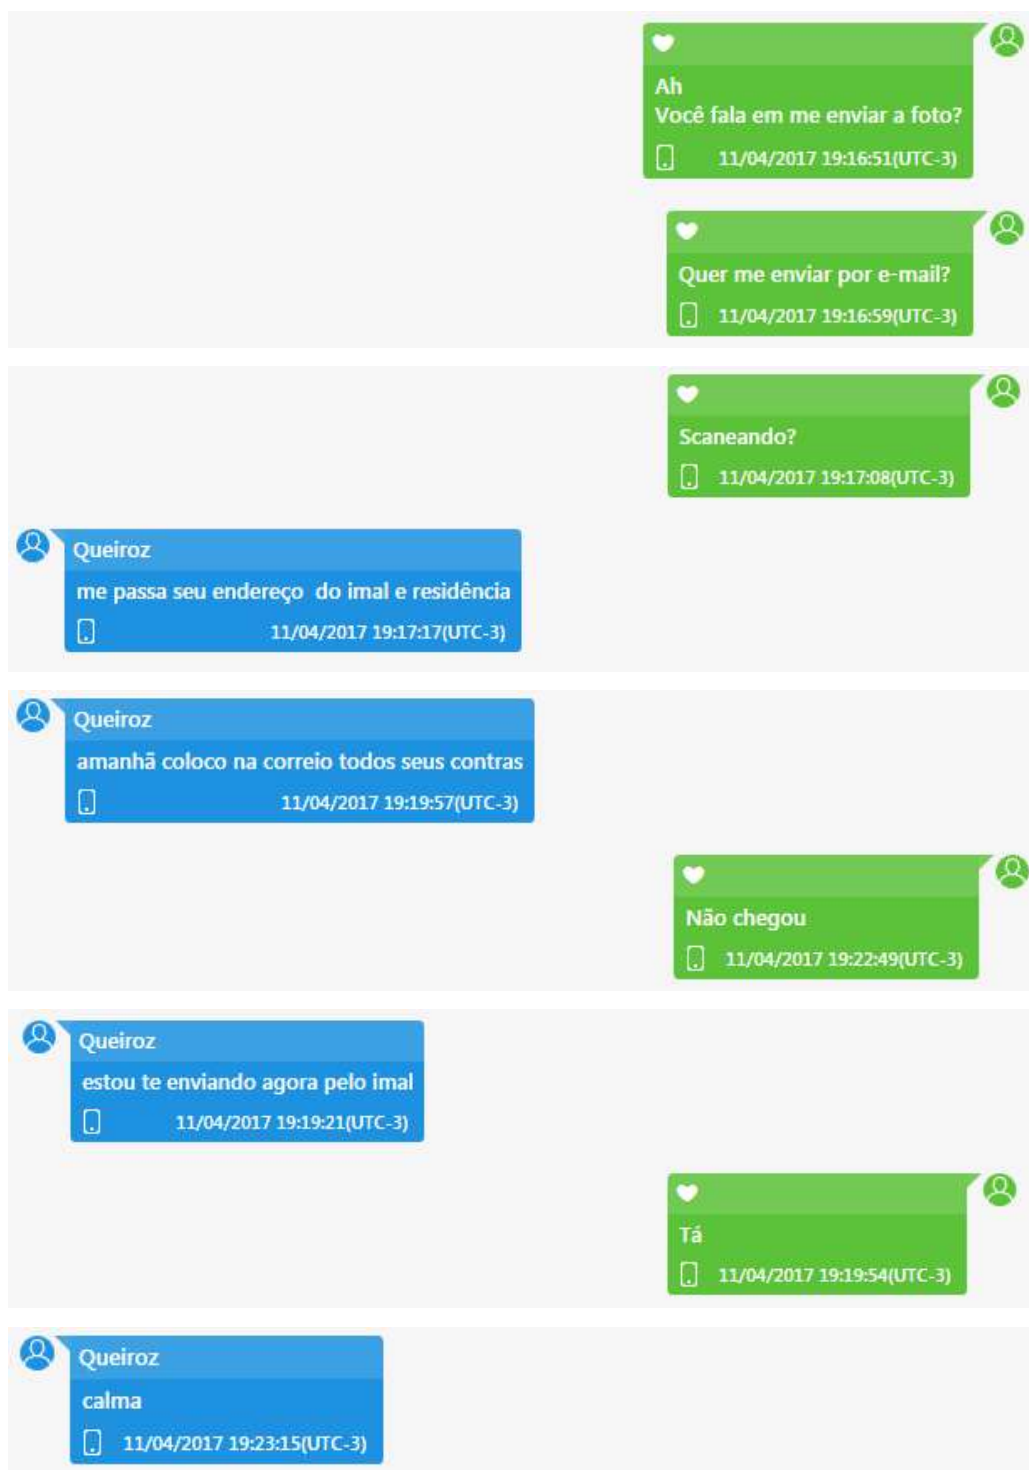 Ah
Você fala em me enviar a foto?
11/04/2017 19:16:51(UTC-3)
Quer me enviar por e-mail?
11/04/2017 19:16:59(UTC-3)
Scaneando?
11/04/2017 19:17:08(UTC-3)
Queiroz
me passa seu endereço do imal e residência
11/04/2017 19:17:17(UTC-3)
Queiroz
amanhã coloco na correio todos seus contras
11/04/2017 19:19:57(UTC-3)
Não chegou
11/04/2017 19:22:49(UTC-3)
Queiroz
estou te enviando agora pelo imal
11/04/2017 19:19:21(UTC-3)
Tá
11/04/2017 19:19:54(UTC-3)
Queiroz
calma
11/04/2017 19:23:15(UTC-3)